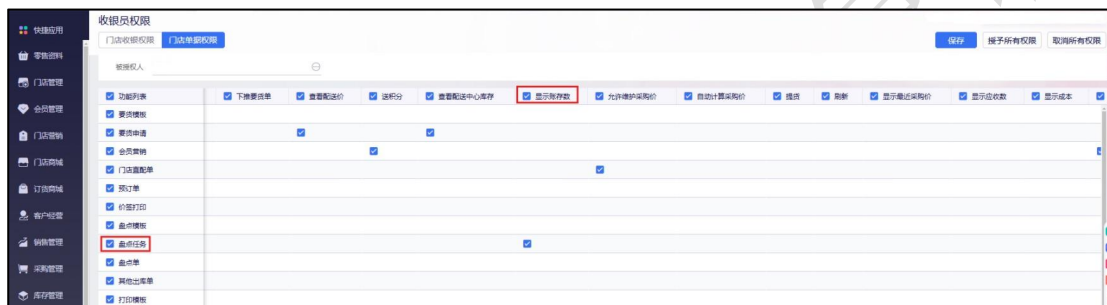 快捷应用
零售资料
门店管理
会员管理
门店营销
门店商城
订货商城
客户经营
销售管理
采购管理
库存管理
收银员权限
门店收银权限 门店单据权限
保存 授予所有权限 取消所有权限
被授权人
功能列表 下推要货单 查看配送价 送积分 查看配送中心库存 显示账存数 允许维护采购价 自动计算采购价 提货 刷新 显示最近采购价 显示应收数 显示成本
要货模板
要货申请
会员营销
门店直配单
预订单
价签打印
盘点模板
盘点任务
盘点单
其他出库单
打印模板